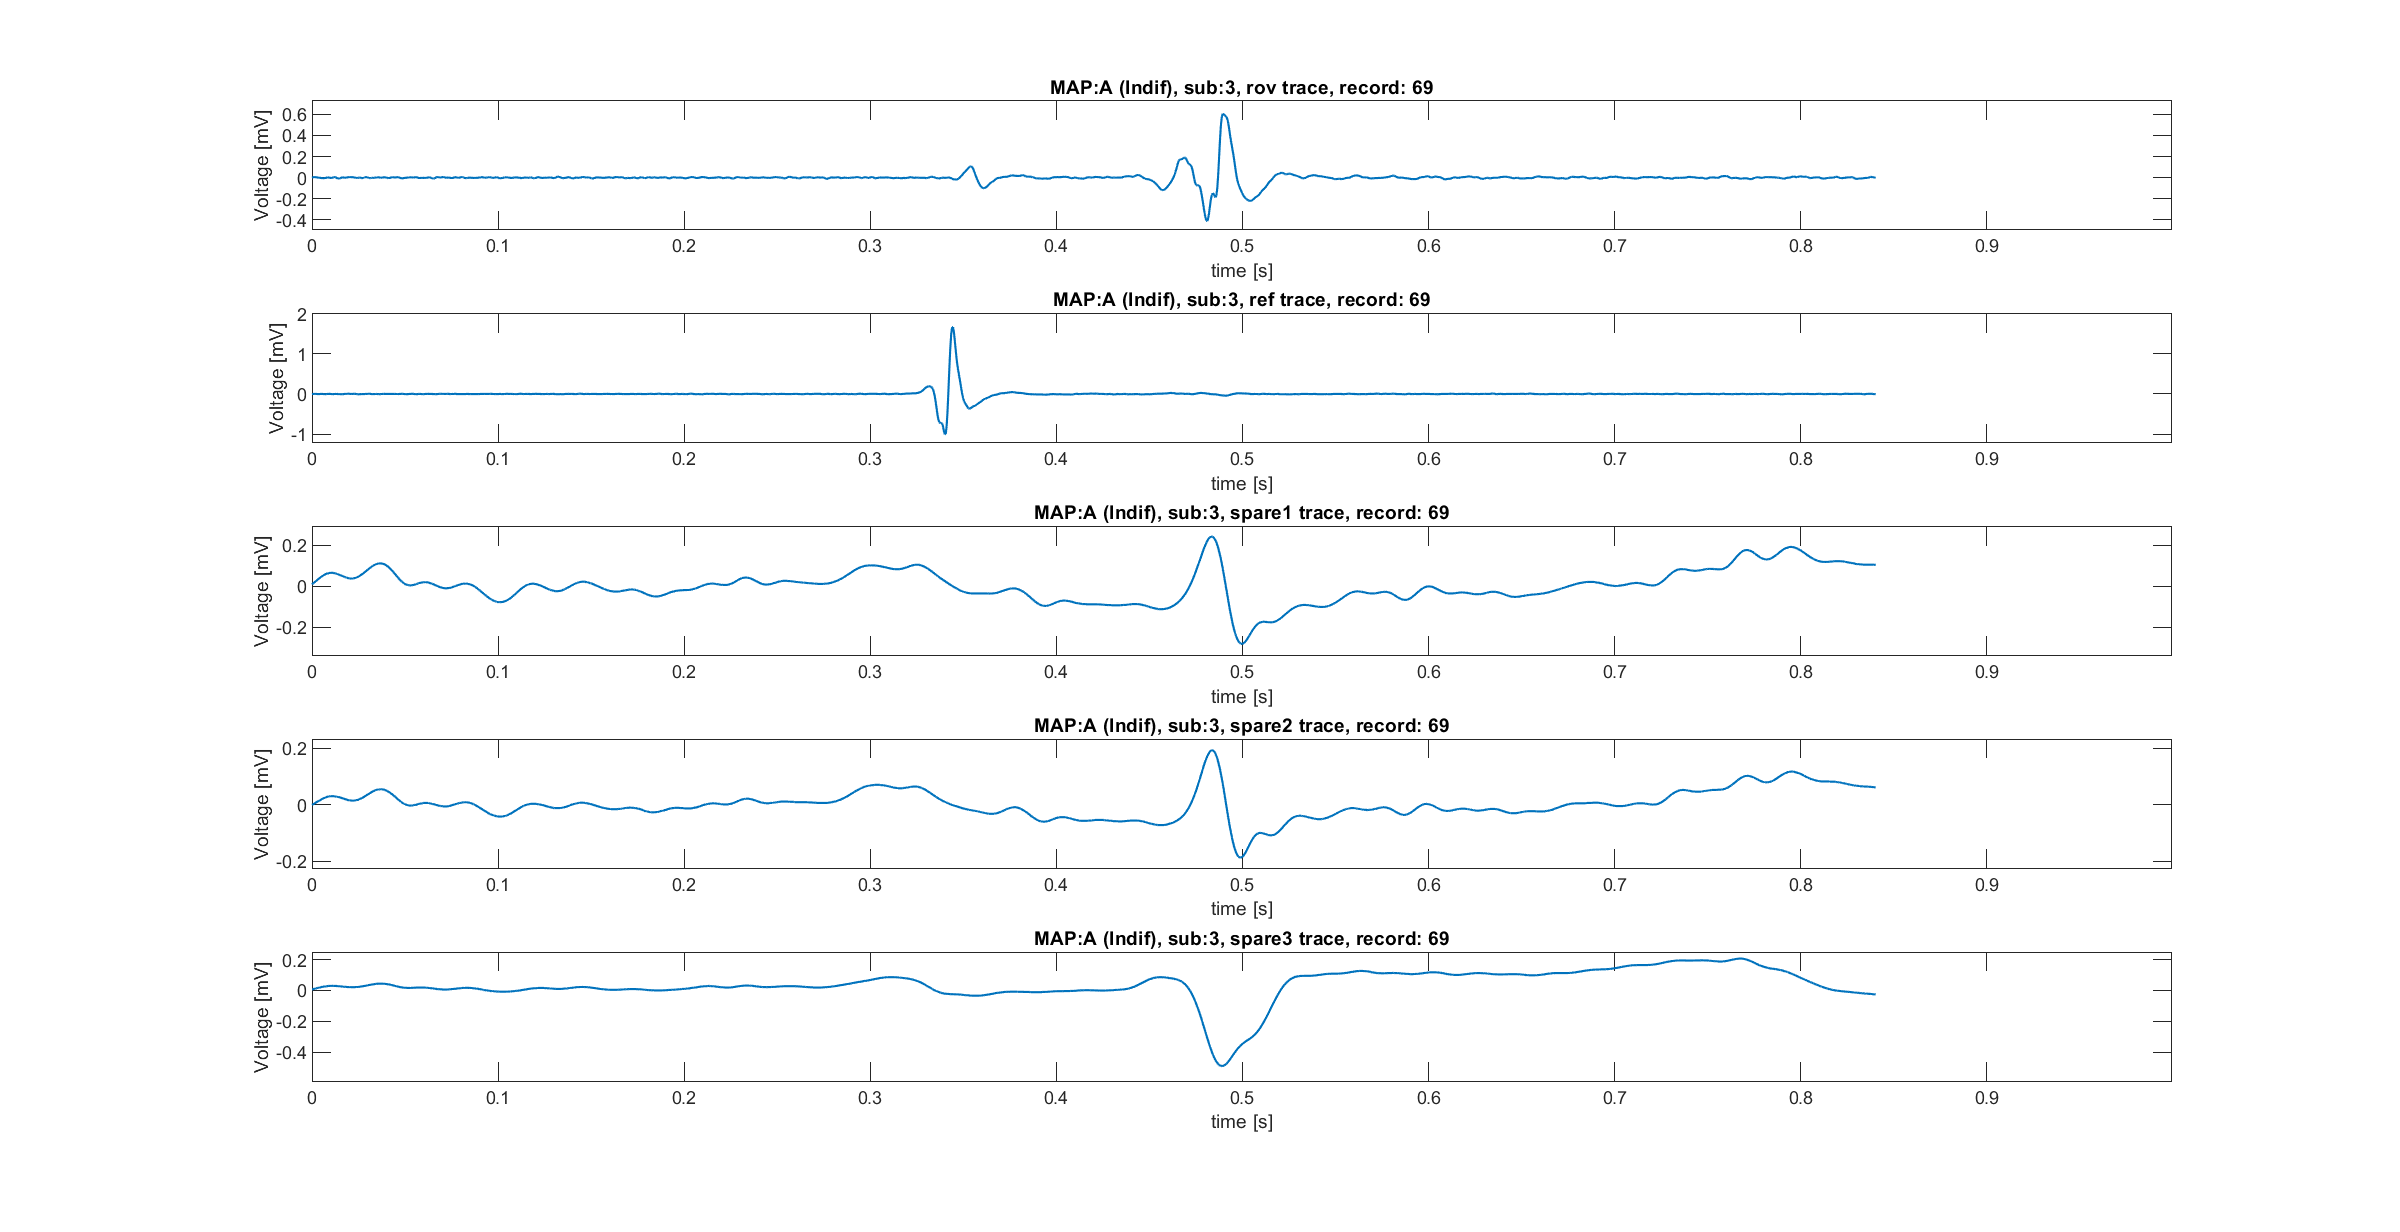 MAP:A (Indif), sub:3, rov trace, record: 69
Voltage [mV]
0.6
0.4
0.2
0
-0.2
-0.4
0 0.1 0.2 0.3 0.4 0.5 0.6 0.7 0.8 0.9
time [s]
MAP:A (Indif), sub:3, ref trace, record: 69
Voltage [mV]
2
1
0
-1
0 0.1 0.2 0.3 0.4 0.5 0.6 0.7 0.8 0.9
time [s]
MAP:A (Indif), sub:3, spare1 trace, record: 69
Voltage [mV]
0.2
0
-0.2
0 0.1 0.2 0.3 0.4 0.5 0.6 0.7 0.8 0.9
time [s]
MAP:A (Indif), sub:3, spare2 trace, record: 69
Voltage [mV]
0.2
0
-0.2
0 0.1 0.2 0.3 0.4 0.5 0.6 0.7 0.8 0.9
time [s]
MAP:A (Indif), sub:3, spare3 trace, record: 69
Voltage [mV]
0.2
0
-0.2
-0.4
0 0.1 0.2 0.3 0.4 0.5 0.6 0.7 0.8 0.9
time [s]